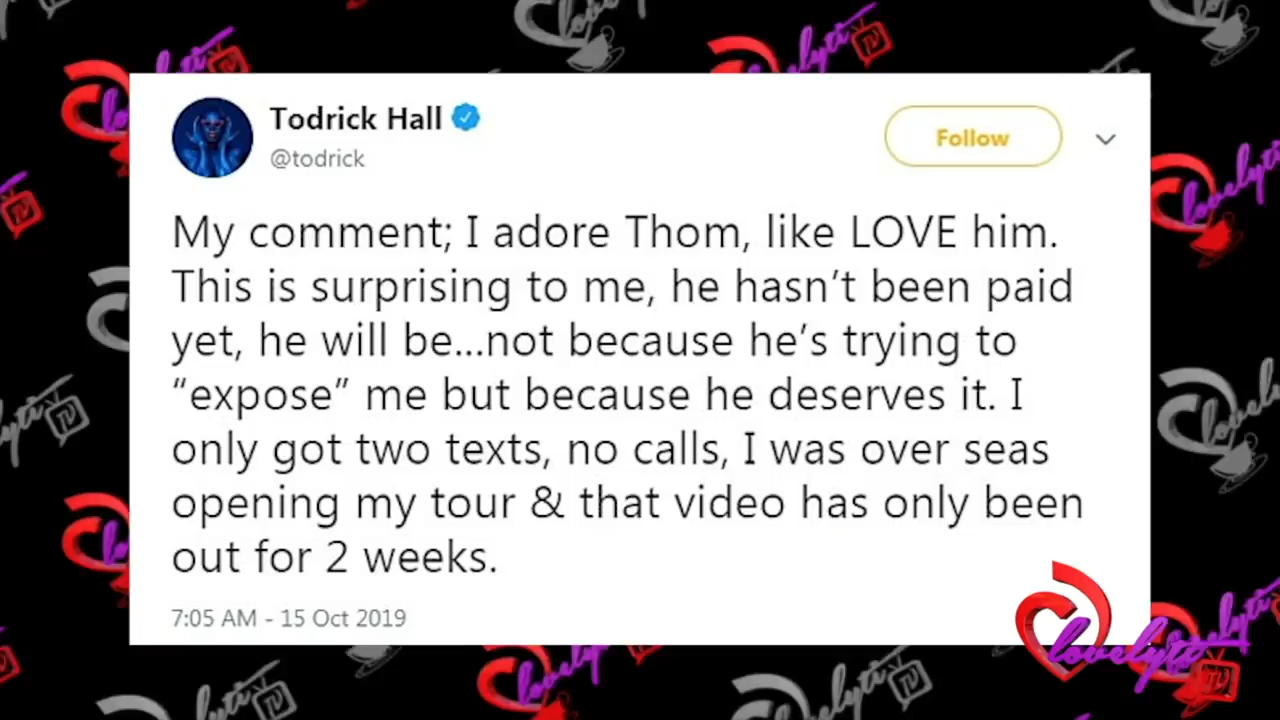 Todrick Hall
@todrick
Follow
My comment; I adore Thom, like LOVE him.
This is surprising to me, he hasn’t been paid
yet, he will be...not because he’s trying to
“expose” me but because he deserves it. I
only got two texts, no calls, I was over seas
opening my tour & that video has only been
out for 2 weeks.
7:05 AM - 15 Oct 2019
lovelyti
TV